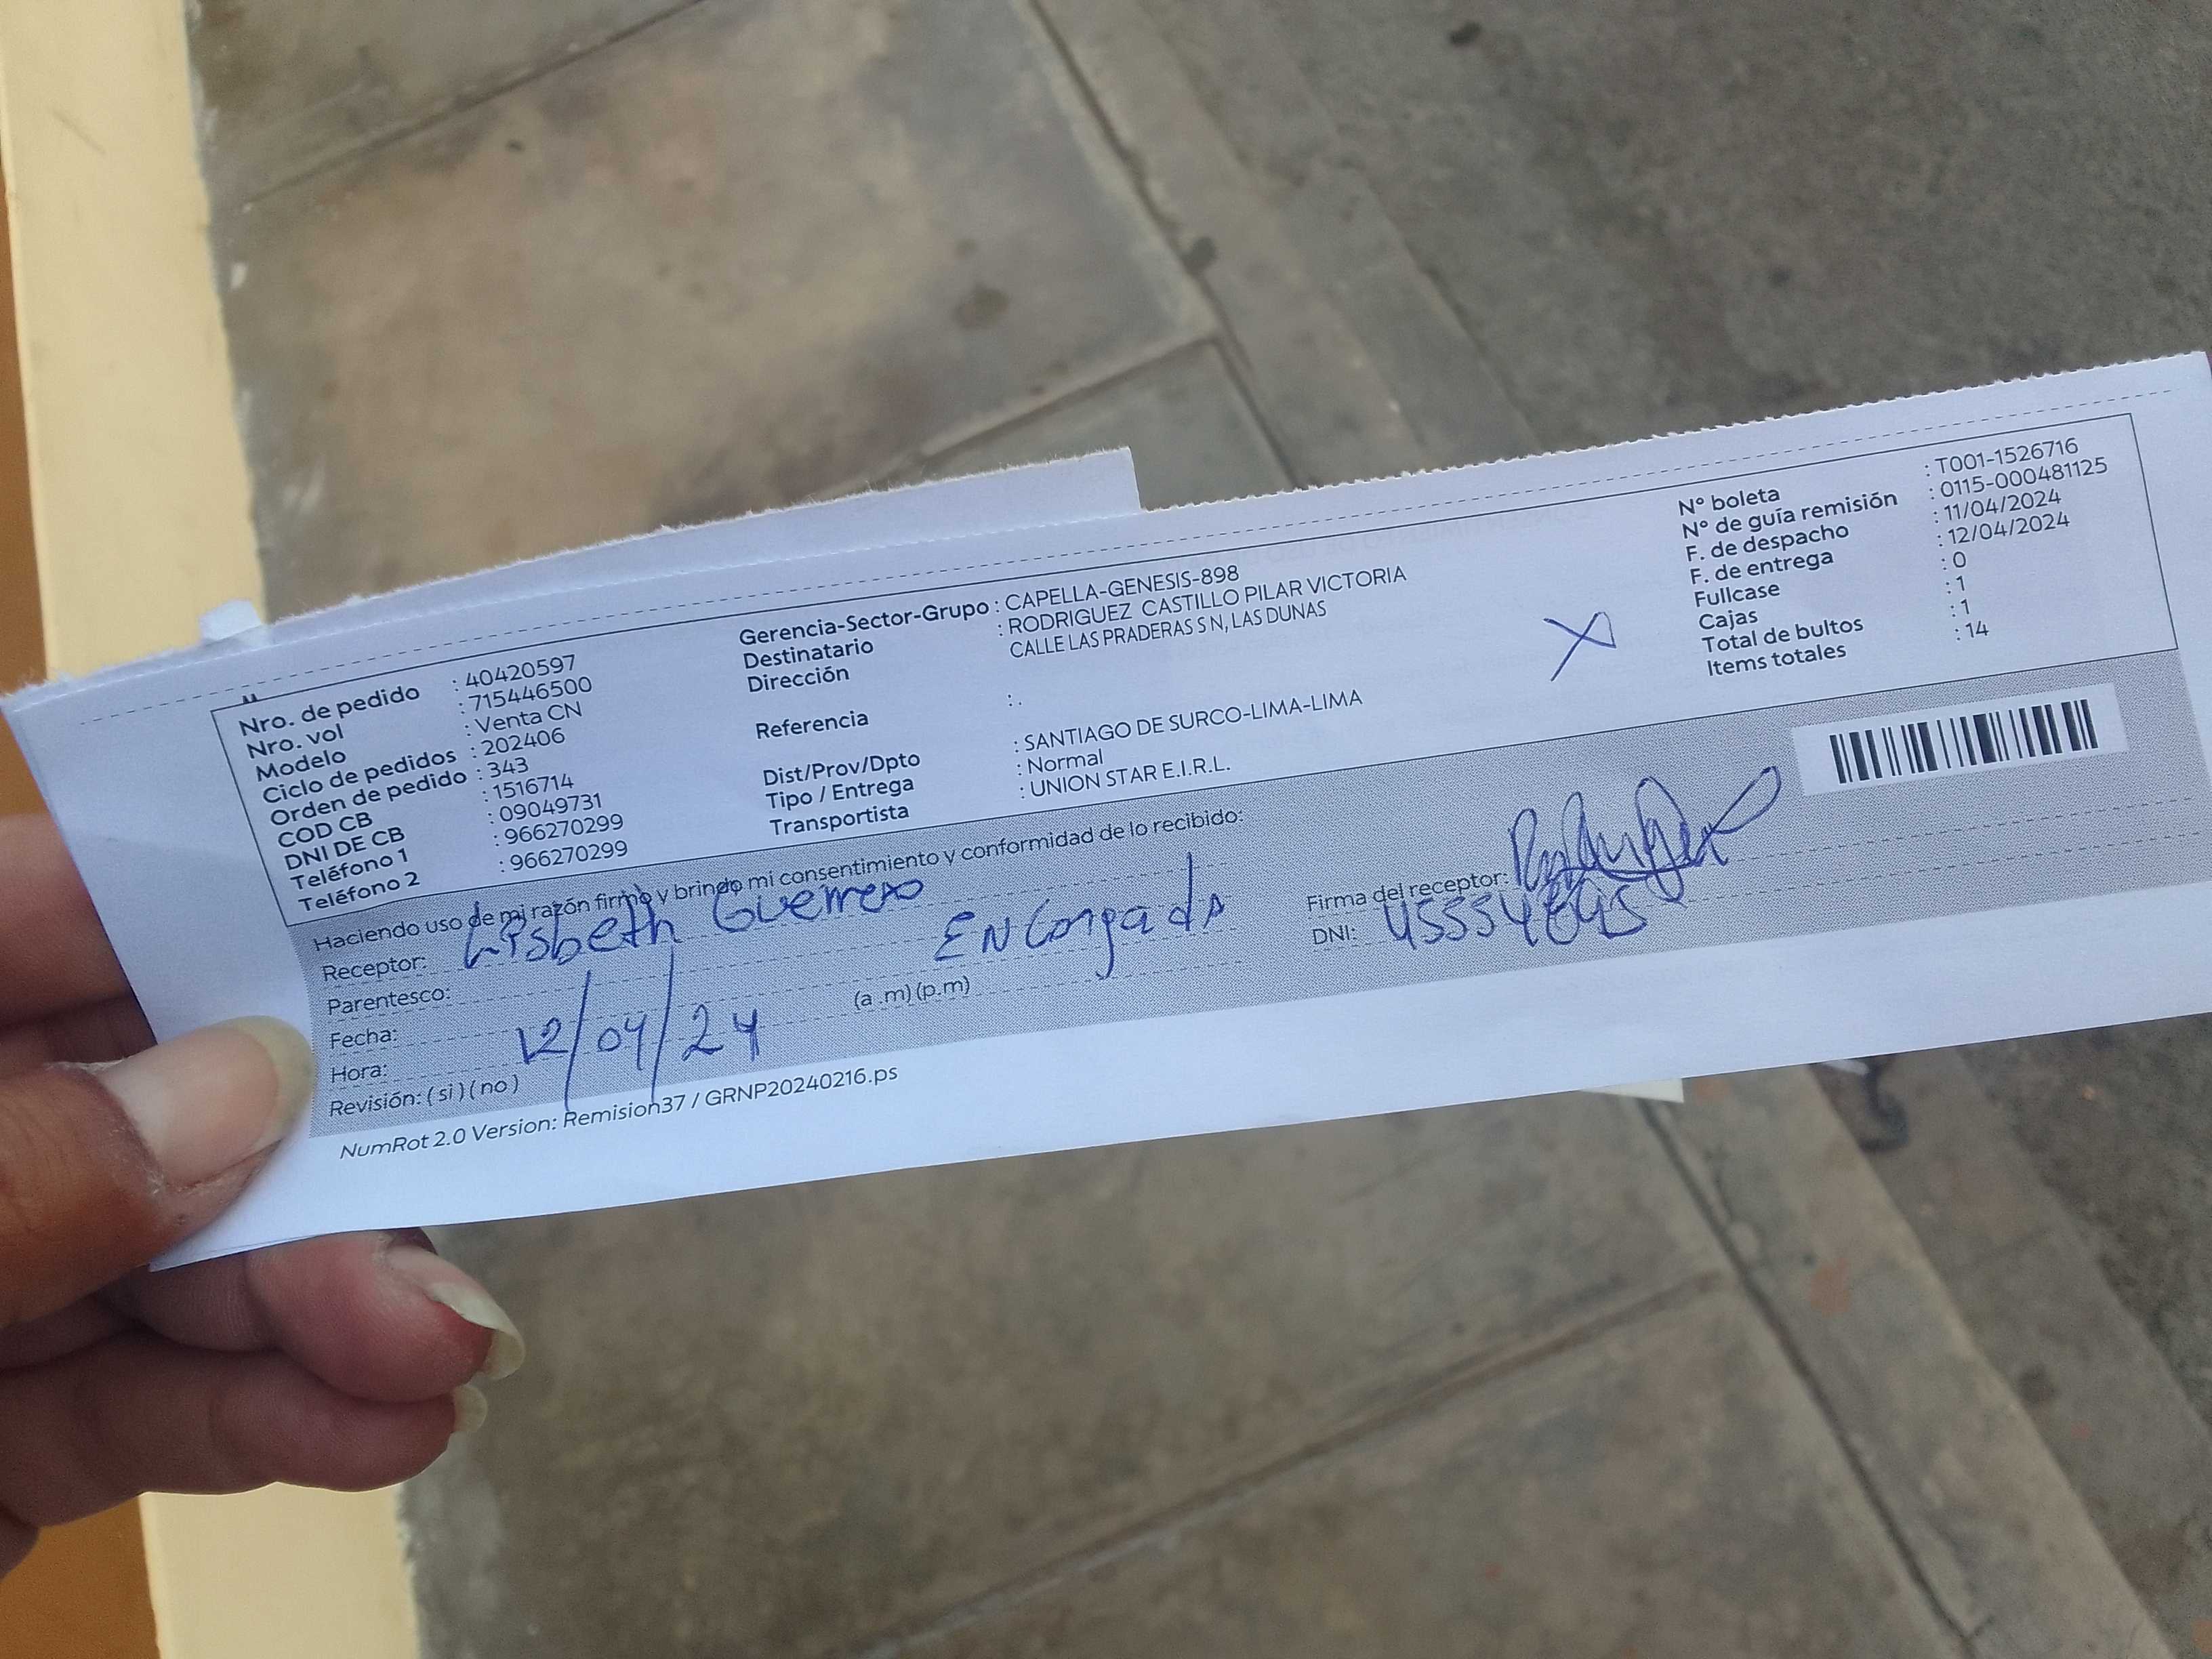 Nro. de pedido : 40420597
Nro. vol : 715446500
Modelo : Venta CN
Ciclo de pedidos : 202406
Orden de pedido : 343
COD CB : 1516714
DNI DE CB : 09049731
Teléfono 1 : 966270299
Teléfono 2 : 966270299
Gerencia-Sector-Grupo : CAPELLA-GENESIS-898
Destinatario : RODRIGUEZ CASTILLO PILAR VICTORIA
Dirección CALLE LAS PRADERAS S N, LAS DUNAS
Referencia : .
Dist/Prov/Dpto : SANTIAGO DE SURCO-LIMA-LIMA
Tipo / Entrega : Normal
Transportista : UNION STAR E.I.R.L.
X
N° boleta : T001-1526716
N° de guía remisión : 0115-000481125
F. de despacho : 11/04/2024
F. de entrega : 12/04/2024
Fullcase : 0
Cajas : 1
Total de bultos : 1
Items totales : 14
Haciendo uso de mi razón firmo y brindo mi consentimiento y conformidad de lo recibido:
Receptor: Lisbeth Guerrero
Parentesco: Encargada
Fecha: 12/04/24
Hora: (a .m) (p.m)
Revisión: ( si ) ( no )
Firma del receptor:
DNI:
NumRot 2.0 Version: Remision37 / GRNP20240216.ps